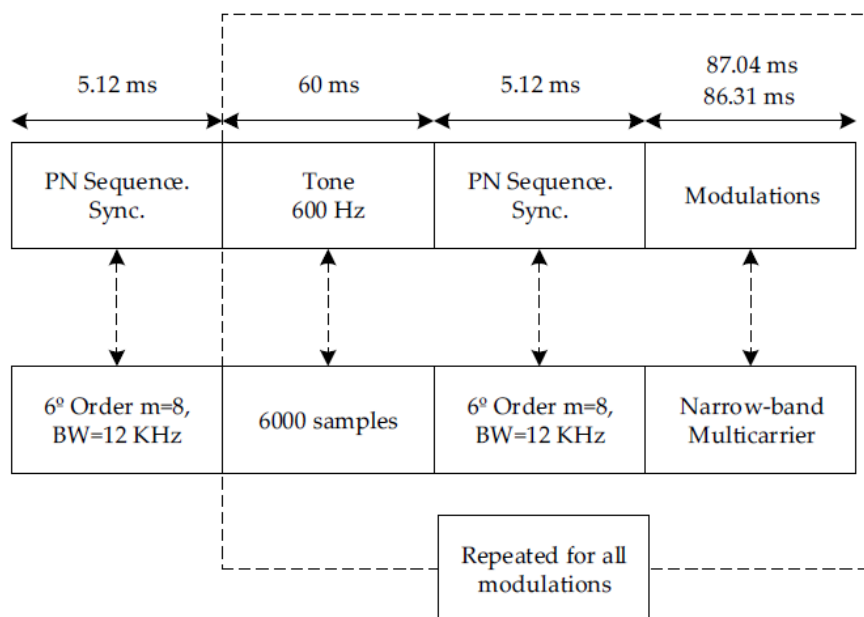 87.04 ms
5.12 ms
60 ms
5.12 ms
86.31 ms
PN Sequence.
Sync.
Tone
600 Hz
PN Sequence.
Sync.
Modulations
6º Order m=8,
BW=12 KHz
6000 samples
6º Order m=8,
BW=12 KHz
Narrow-band
Multicarrier
Repeated for all
modulations